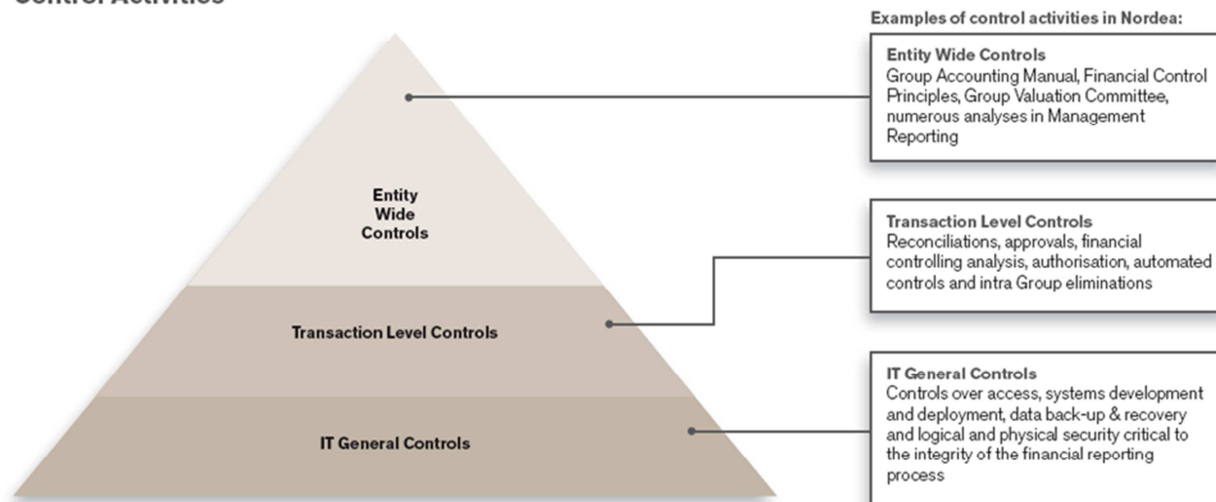 Control Activities
Examples of control activities in Nordea:
Entity Wide Controls
Group Accounting Manual, Financial Control
Principles, Group Valuation Committee,
numerous analyses in Management
Reporting
Entity
Wide
Controls
Transaction Level Controls
Reconciliations, approvals, financial
controlling analysis, authorisation, automated
controls and intra Group eliminations
Transaction Level Controls
IT General Controls
Controls over access, systems development
and deployment, data back-up & recovery
and logical and physical security critical to
the integrity of the financial reporting
process
IT General Controls